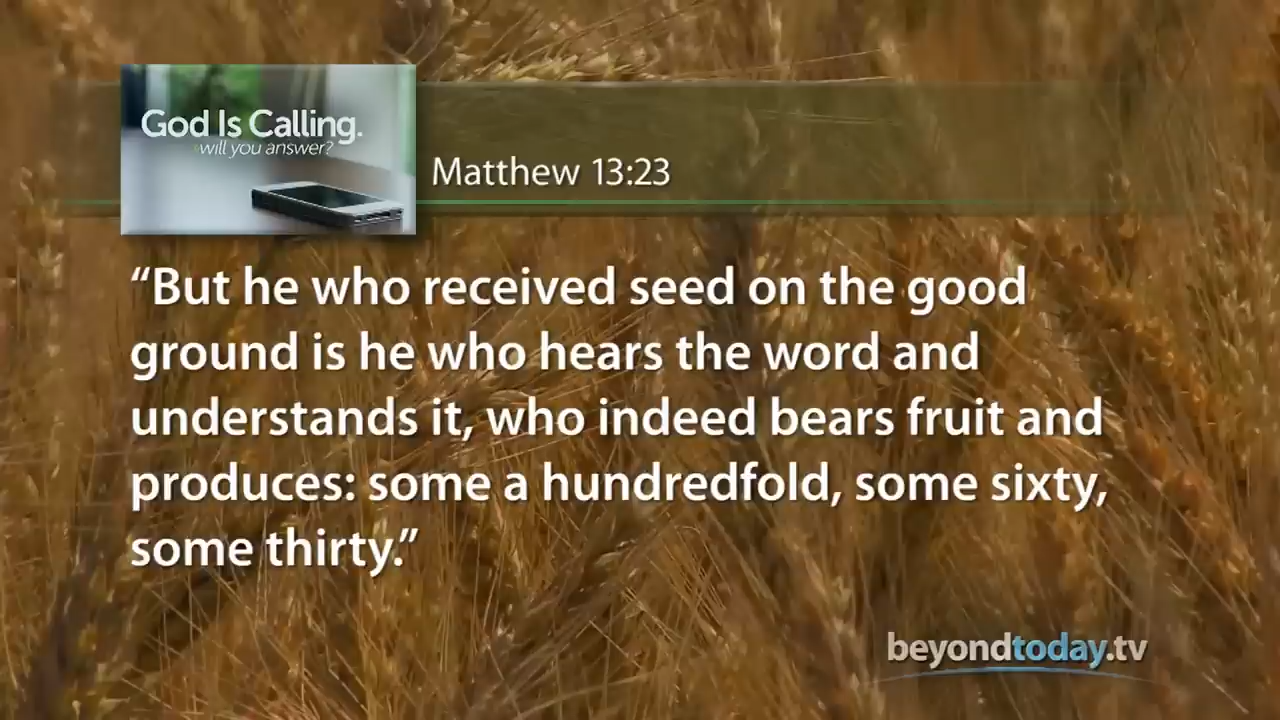 God Is Calling.
will you answer?
Matthew 13:23
“But he who received seed on the good
ground is he who hears the word and
understands it, who indeed bears fruit and
produces: some a hundredfold, some sixty,
some thirty.”
beyondtoday.tv